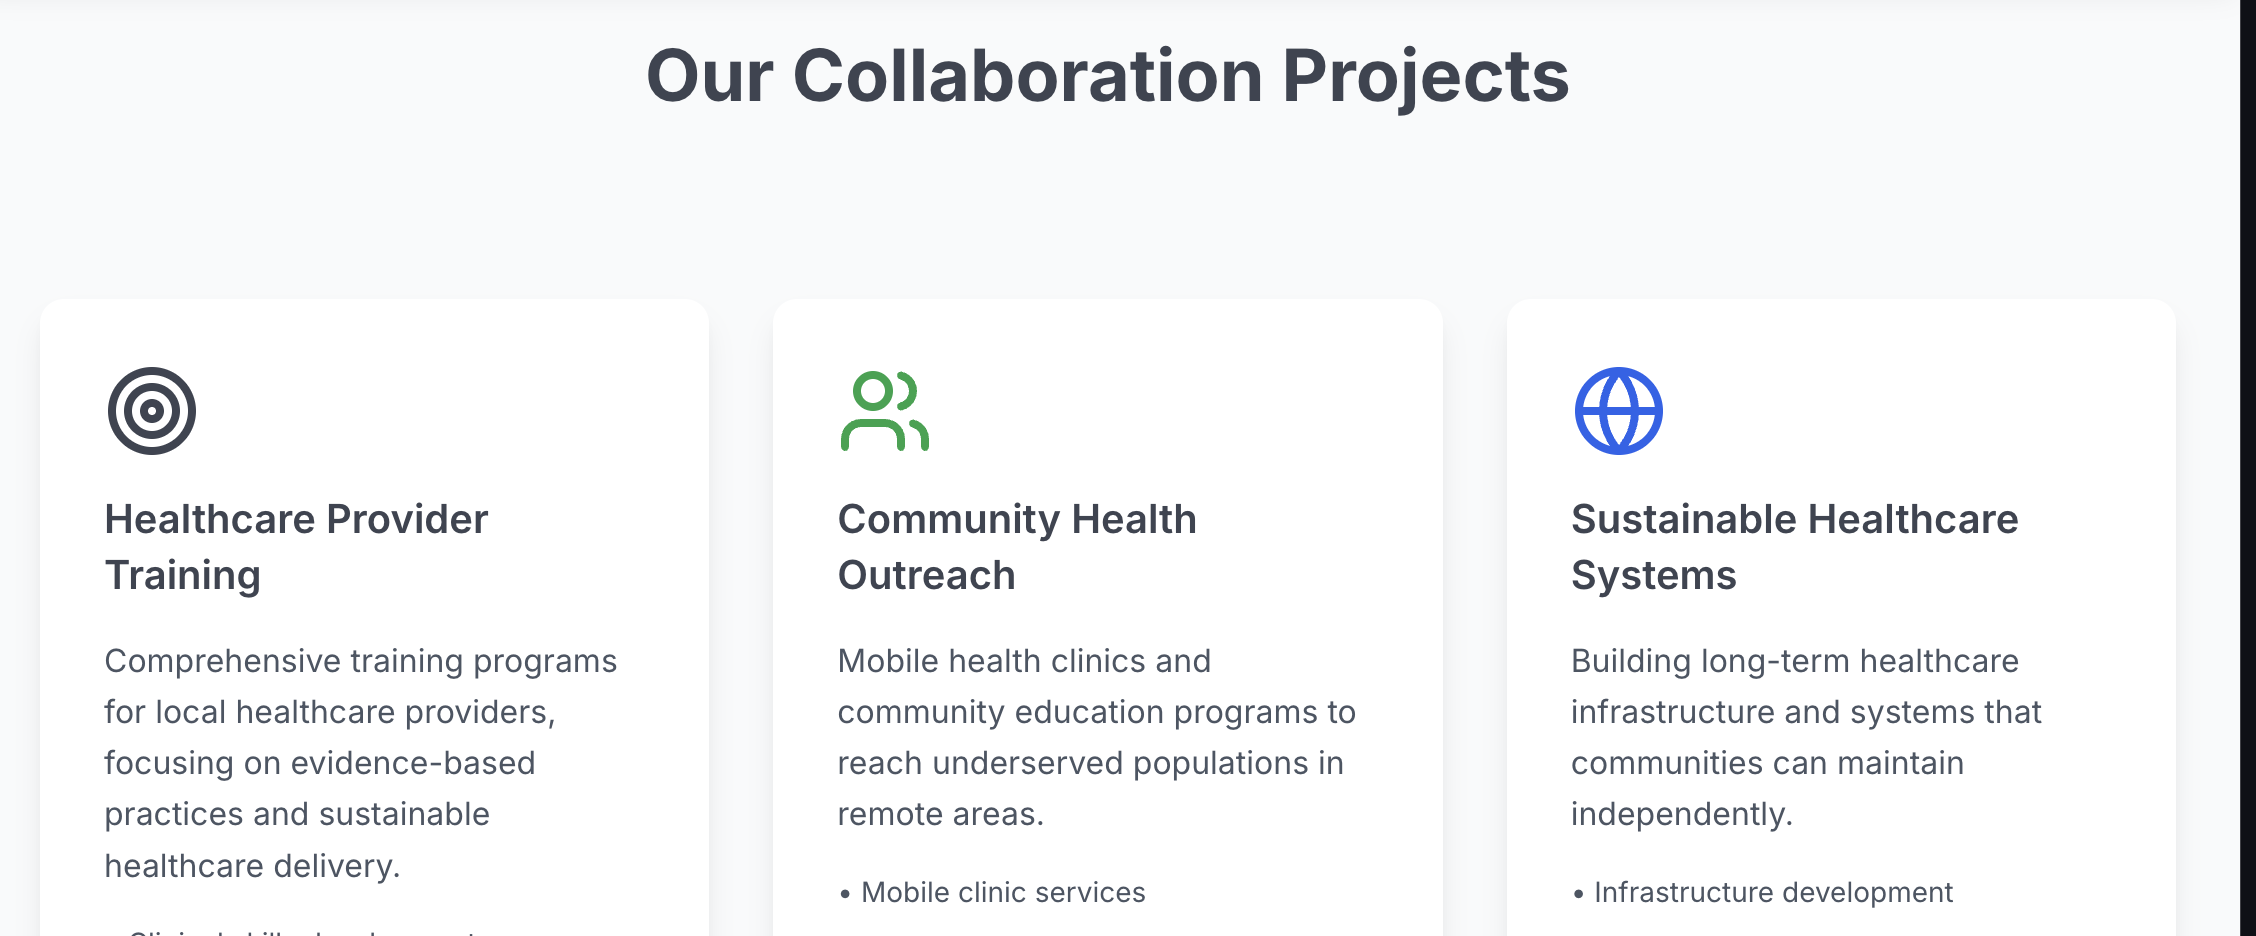 Our Collaboration Projects
Healthcare Provider
Training
Comprehensive training programs
for local healthcare providers,
focusing on evidence-based
practices and sustainable
healthcare delivery.
Community Health
Outreach
Mobile health clinics and
community education programs to
reach underserved populations in
remote areas.
• Mobile clinic services
Sustainable Healthcare
Systems
Building long-term healthcare
infrastructure and systems that
communities can maintain
independently.
• Infrastructure development